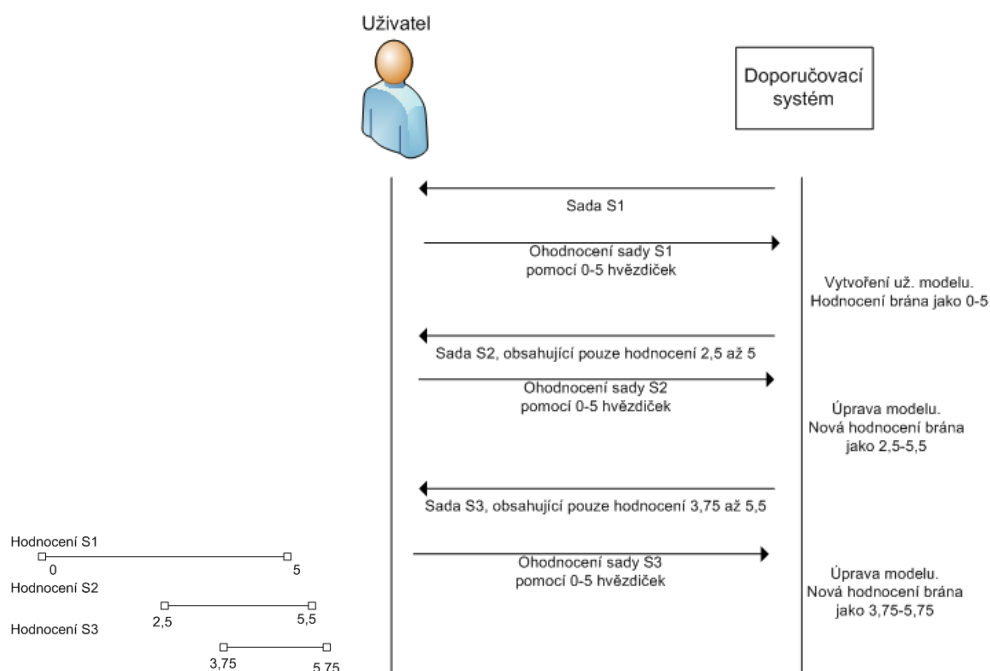 Uživatel
Doporučovací
systém
Sada S1
Ohodnocení sady S1
pomocí 0-5 hvězdiček
Vytvoření už. modelu.
Hodnocení brána jako 0-5
Sada S2, obsahující pouze hodnocení 2,5 až 5
Ohodnocení sady S2
pomocí 0-5 hvězdiček
Úprava modelu.
Nová hodnocení brána
jako 2,5-5,5
Sada S3, obsahující pouze hodnocení 3,75 až 5,5
Ohodnocení sady S3
pomocí 0-5 hvězdiček
Úprava modelu.
Nová hodnocení brána
jako 3,75-5,75
Hodnocení S1
0 5
Hodnocení S2
2,5 5,5
Hodnocení S3
3,75 5,75